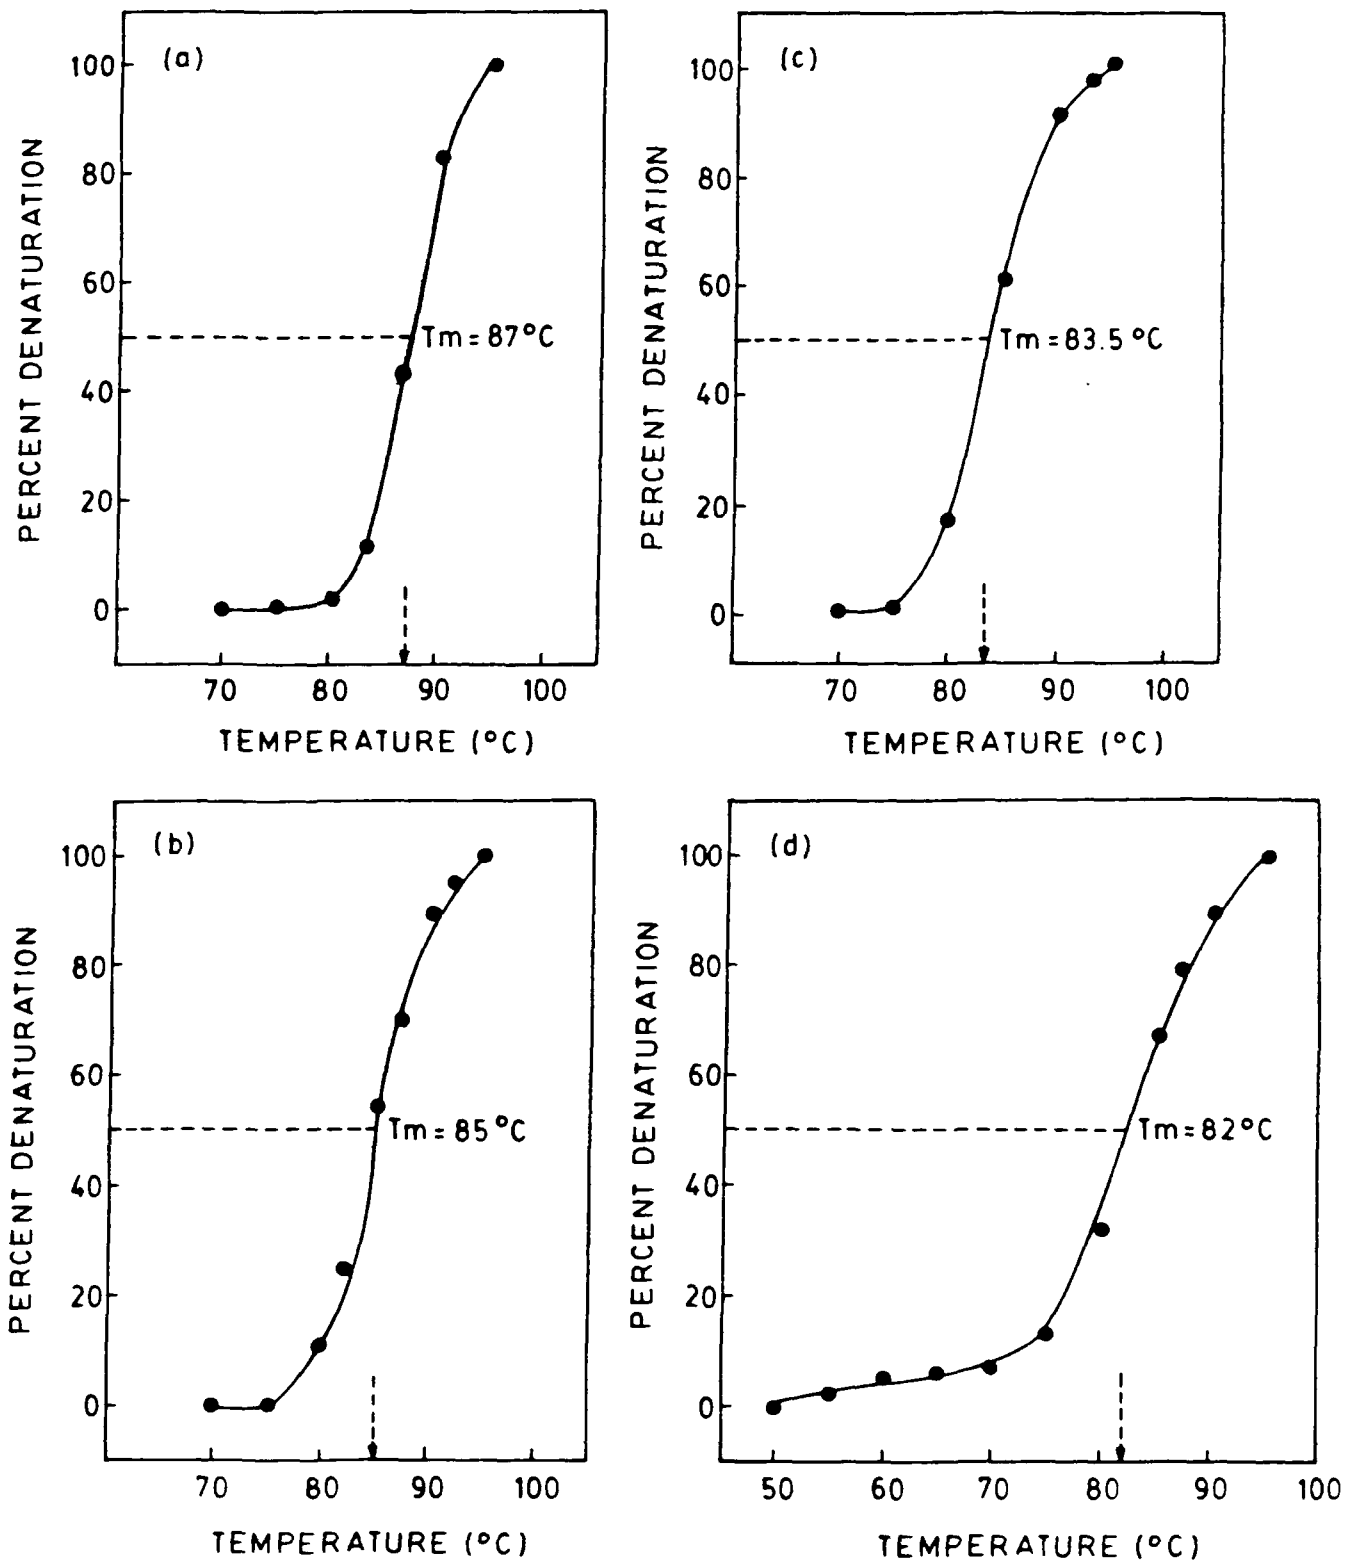 (a)
PERCENT DENATURATION
100
80
60
40
20
0
Tm = 87°C
70 80 90 100
TEMPERATURE (°C)
(c)
PERCENT DENATURATION
100
80
60
40
20
0
Tm = 83.5°C
70 80 90 100
TEMPERATURE (°C)
(b)
PERCENT DENATURATION
100
80
60
40
20
0
Tm = 85°C
70 80 90 100
TEMPERATURE (°C)
(d)
PERCENT DENATURATION
100
80
60
40
20
0
Tm = 82°C
50 60 70 80 90 100
TEMPERATURE (°C)